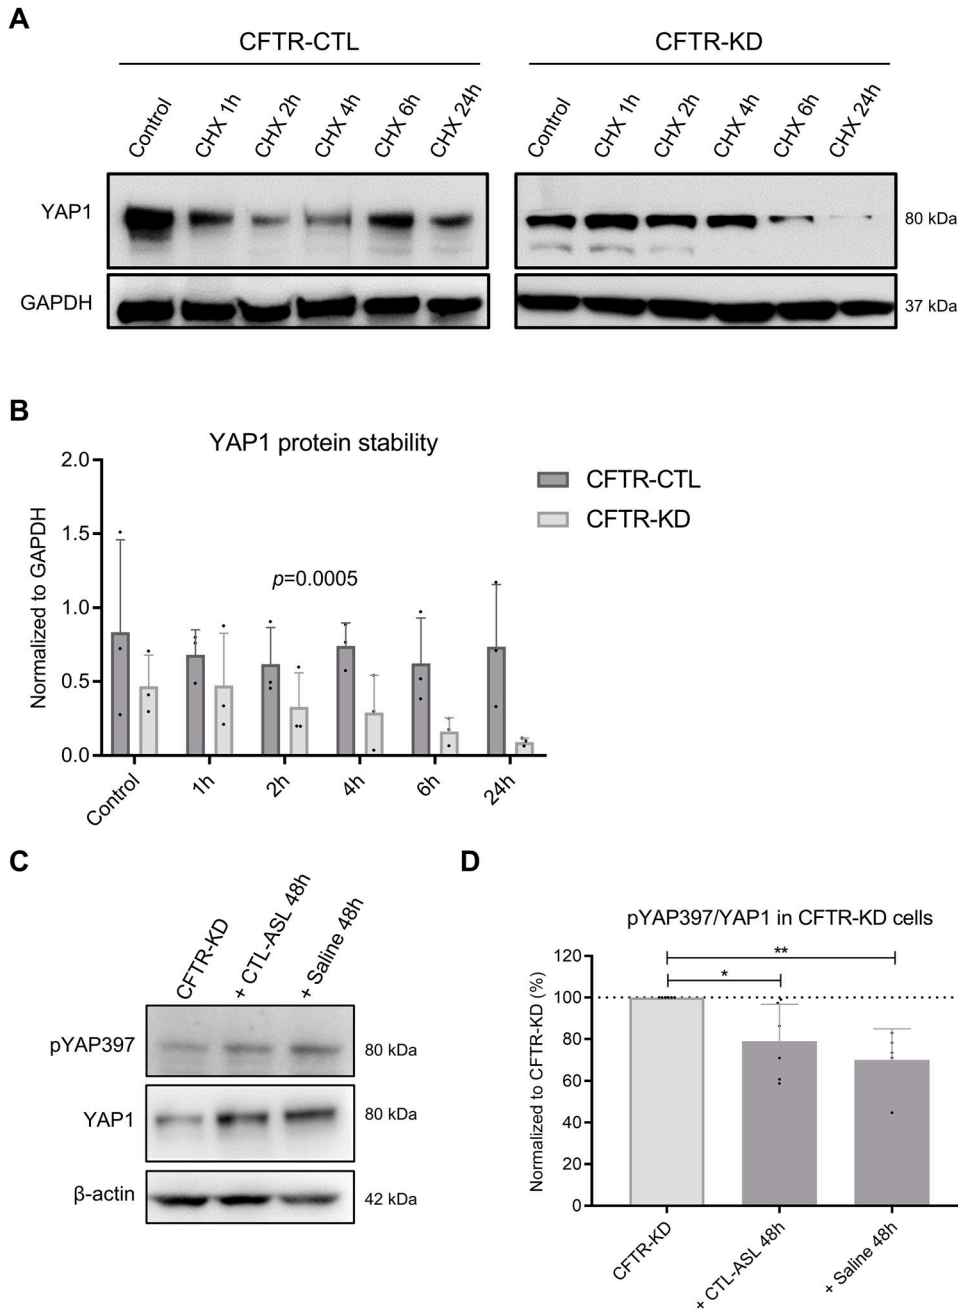 A
CFTR-CTL
CFTR-KD
Control
CHX 1h
CHX 2h
CHX 4h
CHX 6h
CHX 24h
Control
CHX 1h
CHX 2h
CHX 4h
CHX 6h
CHX 24h
YAP1
80 kDa
GAPDH
37 kDa
B
YAP1 protein stability
Normalized to GAPDH
2.0
1.5
1.0
0.5
0.0
p=0.0005
CFTR-CTL
CFTR-KD
Control
1h
2h
4h
6h
24h
C
CFTR-KD
+ CTL-ASL 48h
+ Saline 48h
pYAP397
80 kDa
YAP1
80 kDa
β-actin
42 kDa
D
pYAP397/YAP1 in CFTR-KD cells
Normalized to CFTR-KD (%)
120
100
80
60
40
20
0
**
*
CFTR-KD
+ CTL-ASL 48h
+ Saline 48h